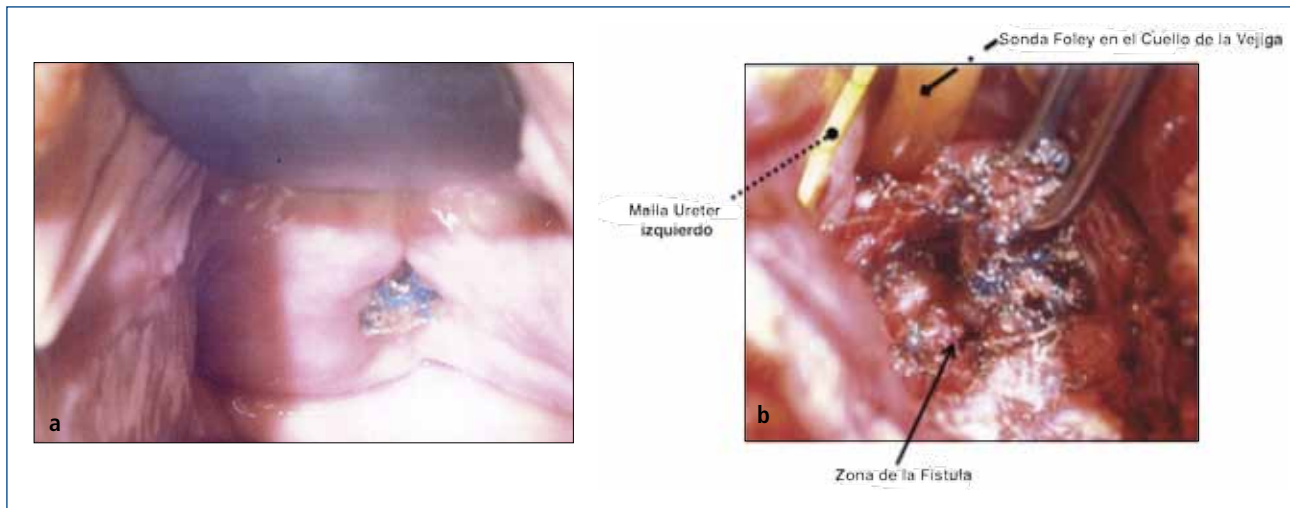 Sonda Foley en el Cuello de la Vejiga
Malla Ureter
izquierdo
a
b
Zona de la Fistula